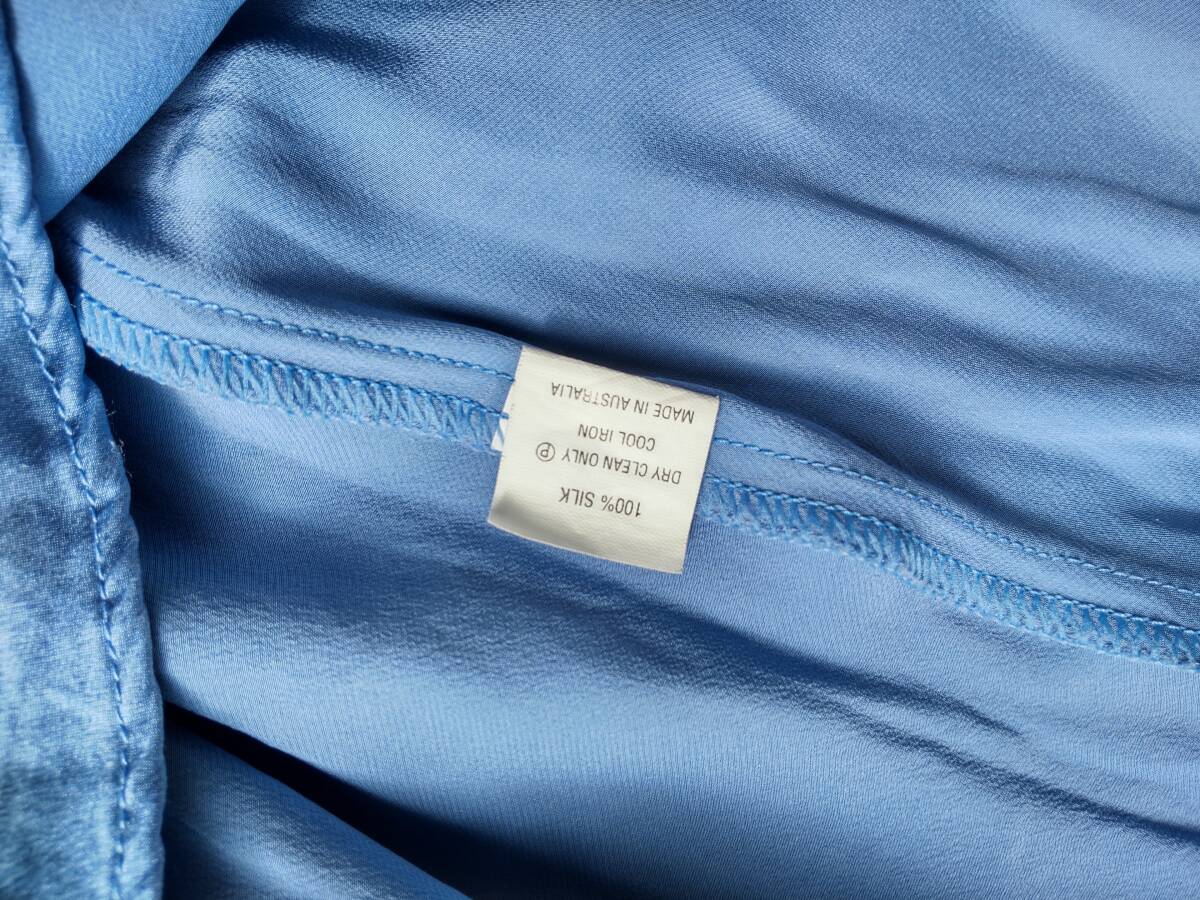 100% SILK
DRY CLEAN ONLY Ⓟ
COOL IRON
MADE IN AUSTRALIA